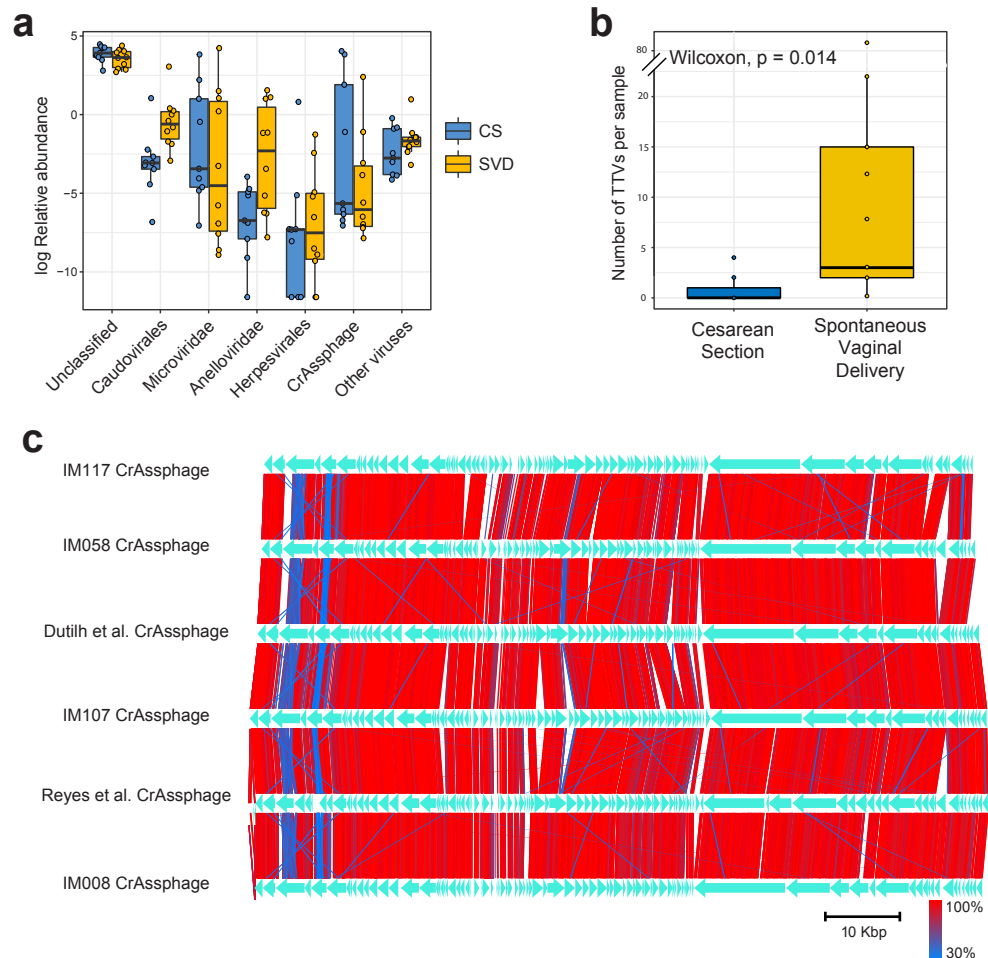 a
5
0
−5
−10
log Relative abundance
Unclassified
Caudovirales
Microviridae
Anelloviridae
Herpesvirales
CrAssphage
Other viruses
CS
SVD
b
Wilcoxon, p = 0.014
80
20
15
10
5
0
Number of TTVs per sample
Cesarean
Section
Spontaneous
Vaginal
Delivery
c
IM117 CrAssphage
IM058 CrAssphage
Dutilh et al. CrAssphage
IM107 CrAssphage
Reyes et al. CrAssphage
IM008 CrAssphage
10 Kbp
100%
30%